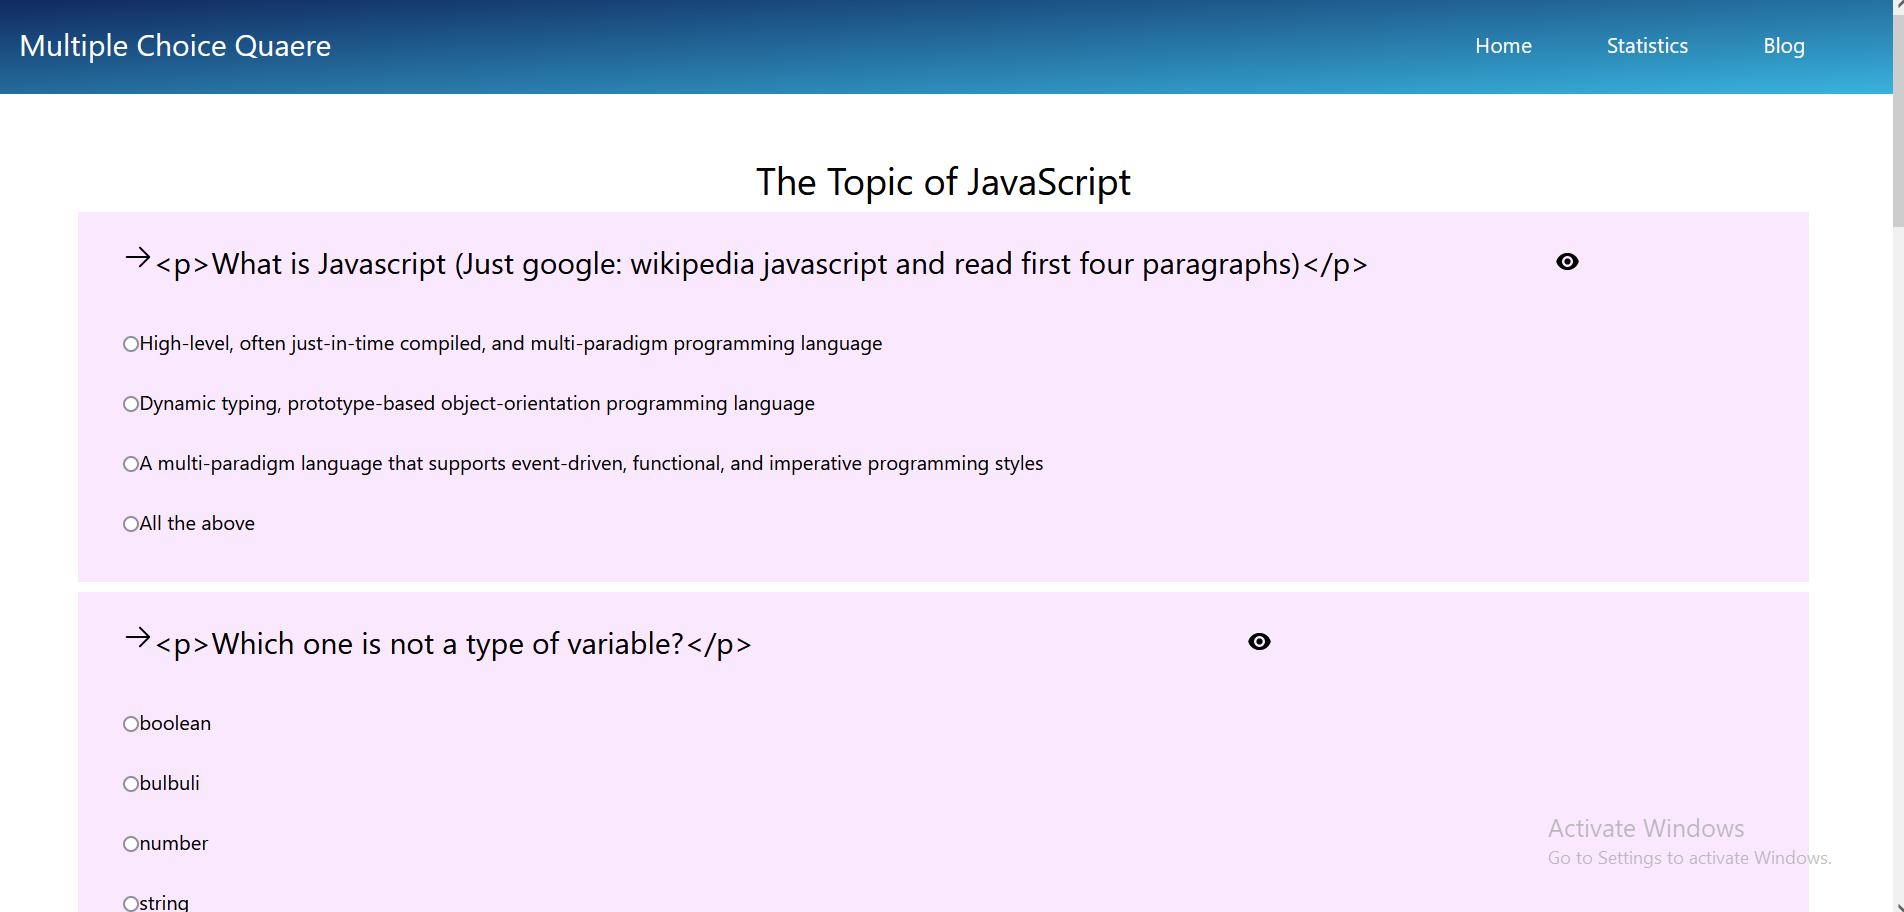 Multiple Choice Quaere
Home
Statistics
Blog
The Topic of JavaScript
<p>What is Javascript (Just google: wikipedia javascript and read first four paragraphs)</p>
High-level, often just-in-time compiled, and multi-paradigm programming language
Dynamic typing, prototype-based object-orientation programming language
A multi-paradigm language that supports event-driven, functional, and imperative programming styles
All the above
<p>Which one is not a type of variable?</p>
boolean
bulbuli
number
string
Activate Windows
Go to Settings to activate Windows.